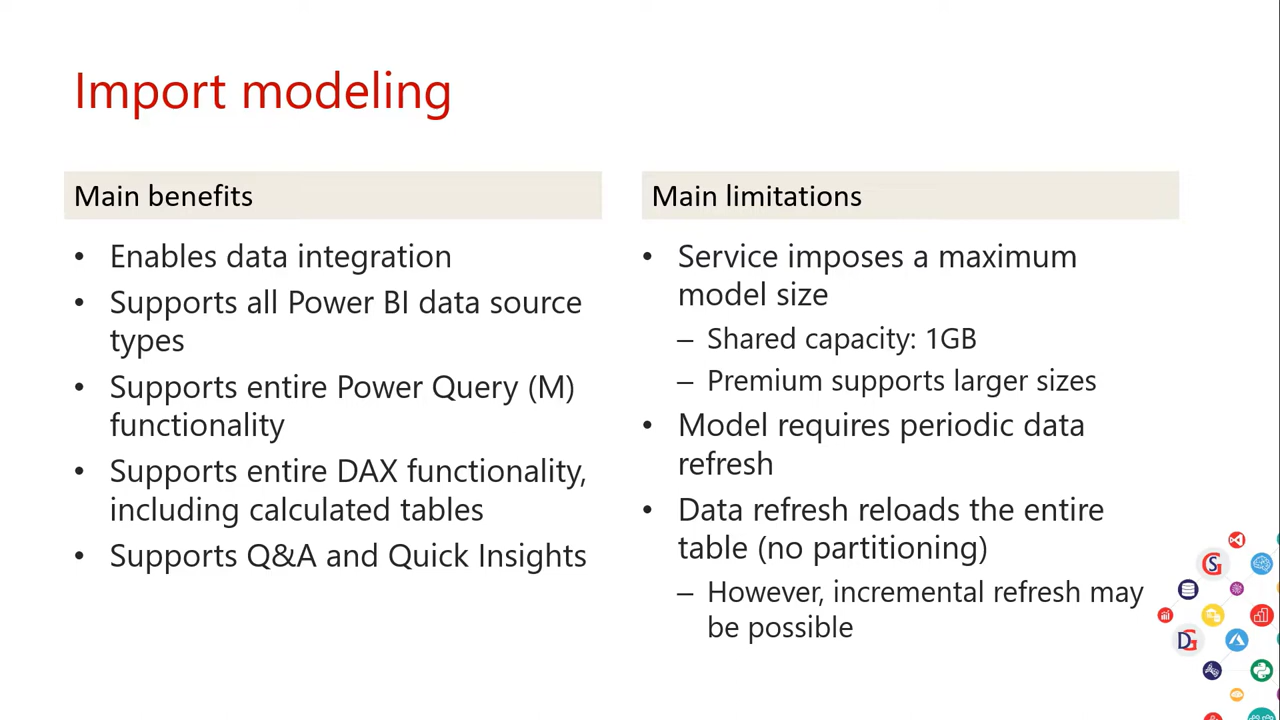 Import modeling
Main benefits
• Enables data integration
• Supports all Power BI data source
types
• Supports entire Power Query (M)
functionality
• Supports entire DAX functionality,
including calculated tables
• Supports Q&A and Quick Insights
Main limitations
• Service imposes a maximum
model size
– Shared capacity: 1GB
– Premium supports larger sizes
• Model requires periodic data
refresh
• Data refresh reloads the entire
table (no partitioning)
– However, incremental refresh may
be possible
SG
DG